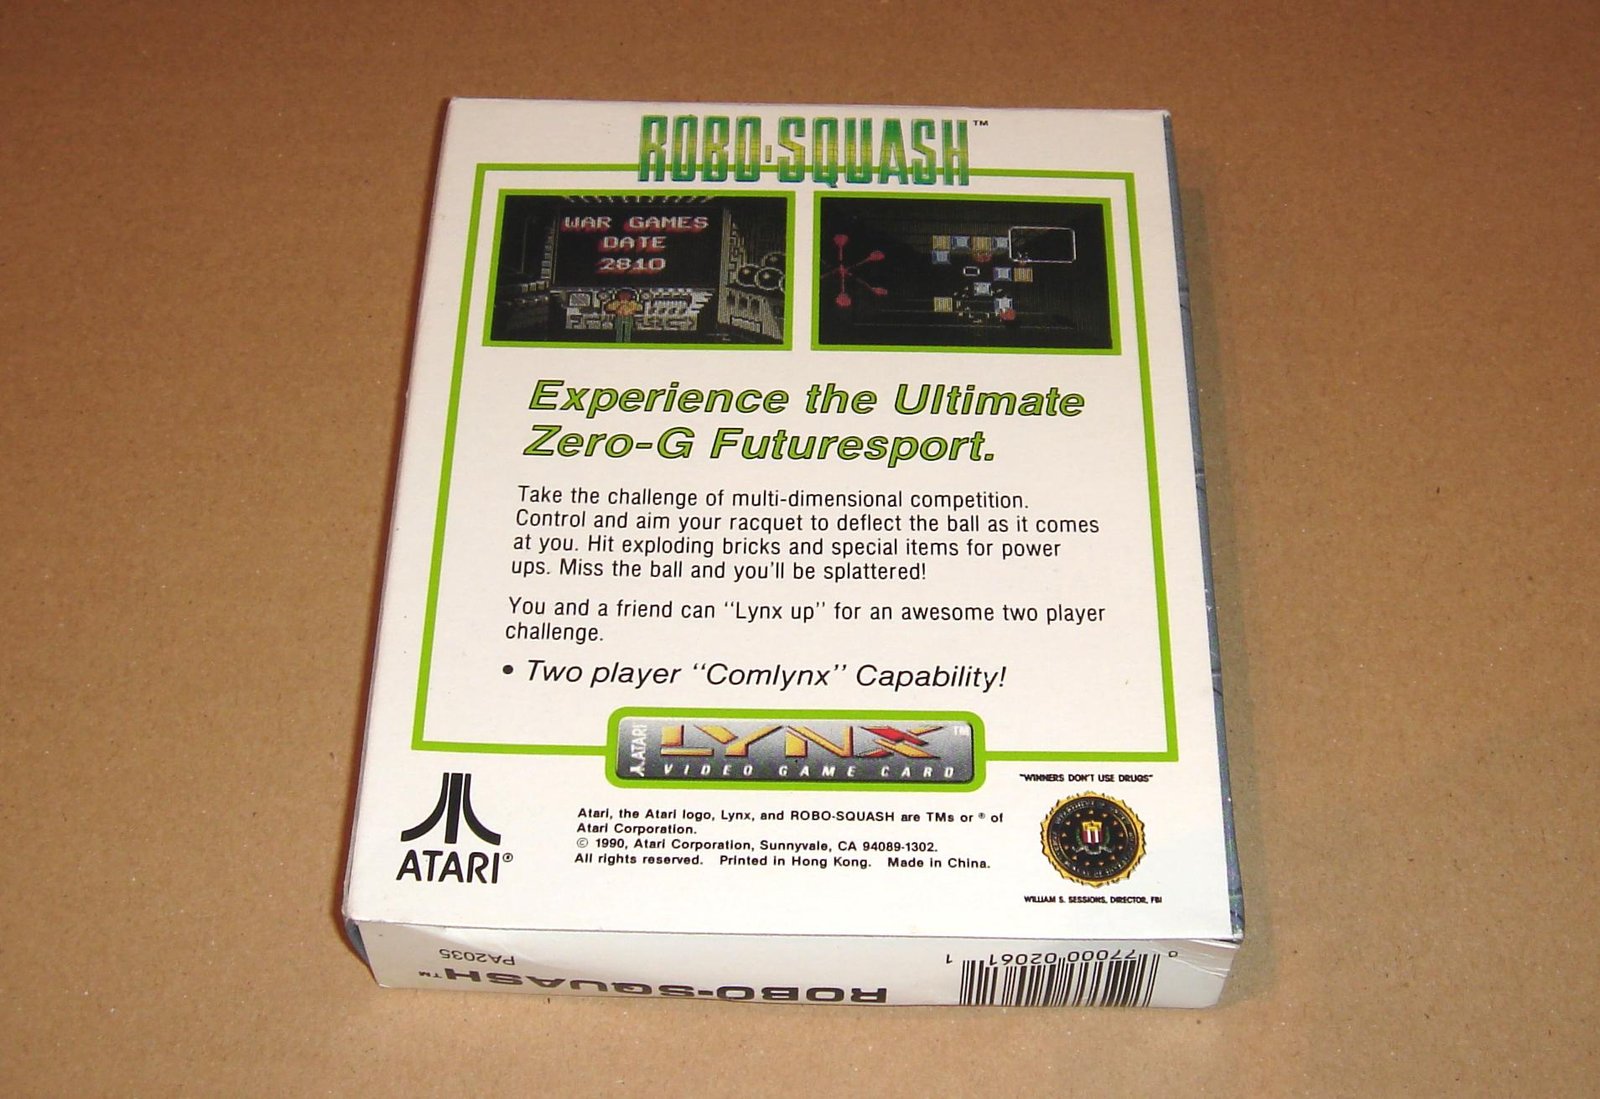 ROBO·SQUASH™
WAR GAMES
DATE
2810
Experience the Ultimate
Zero-G Futuresport.
Take the challenge of multi-dimensional competition.
Control and aim your racquet to deflect the ball as it comes
at you. Hit exploding bricks and special items for power
ups. Miss the ball and you'll be splattered!
You and a friend can "Lynx up" for an awesome two player
challenge.
• Two player "Comlynx" Capability!
ATARI LYNX™
VIDEO GAME CARD
"WINNERS DON'T USE DRUGS"
ATARI®
Atari, the Atari logo, Lynx, and ROBO-SQUASH are TMs or ® of
Atari Corporation.
© 1990, Atari Corporation, Sunnyvale, CA 94089-1302.
All rights reserved. Printed in Hong Kong. Made in China.
WILLIAM S. SESSIONS, DIRECTOR, FBI
ROBO-SQUASH™
PA2035
0 77000 02061 1